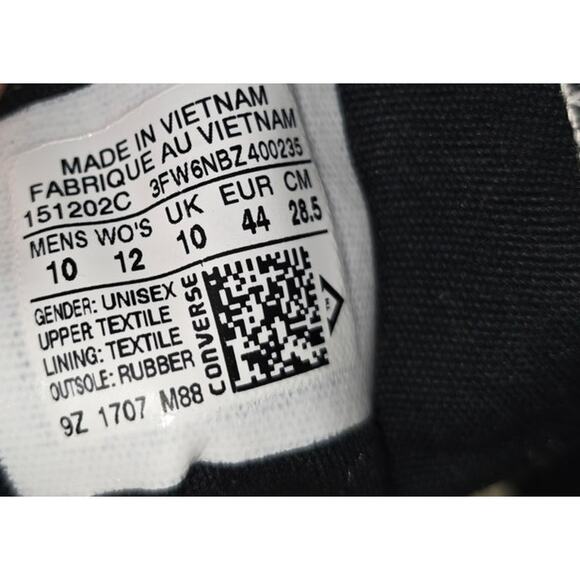 MADE IN VIETNAM
FABRIQUE AU VIETNAM
151202C 3FW6NBZ400235
MENS WO'S UK EUR CM
10 12 10 44 28.5
GENDER: UNISEX
UPPER: TEXTILE
LINING: TEXTILE
OUTSOLE: RUBBER
CONVERSE
TM
9Z 1707 M88